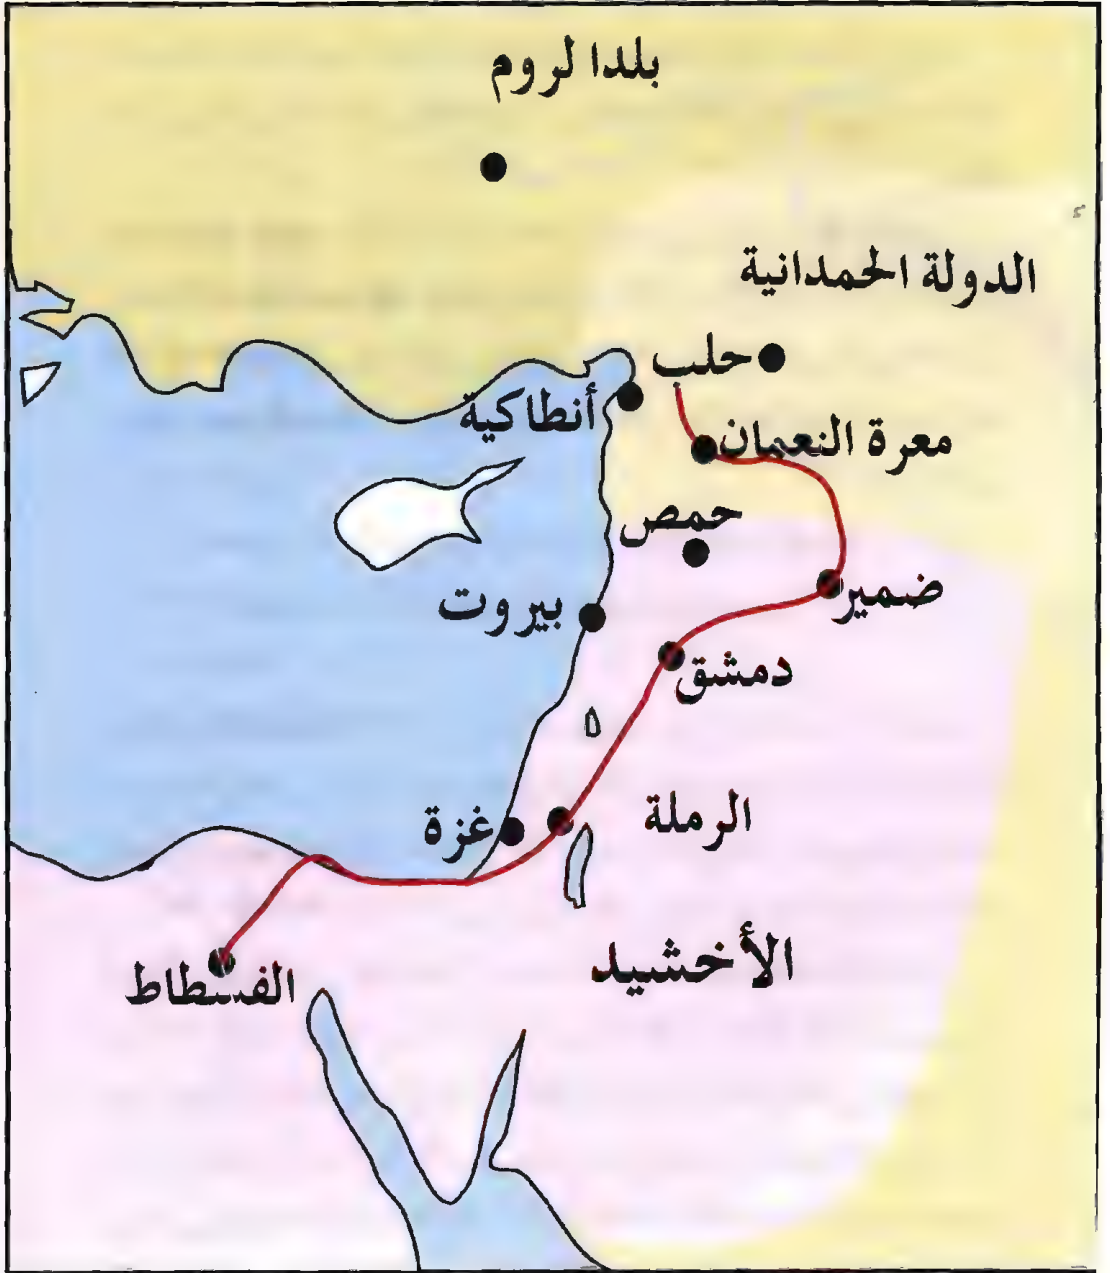 بلدا لروم
الدولة الحمدانية
حلب
أنطاكية
معرة النعمان
حمص
ضمير
بيروت
دمشق
الرملة
غزة
الأخشيد
الفسطاط